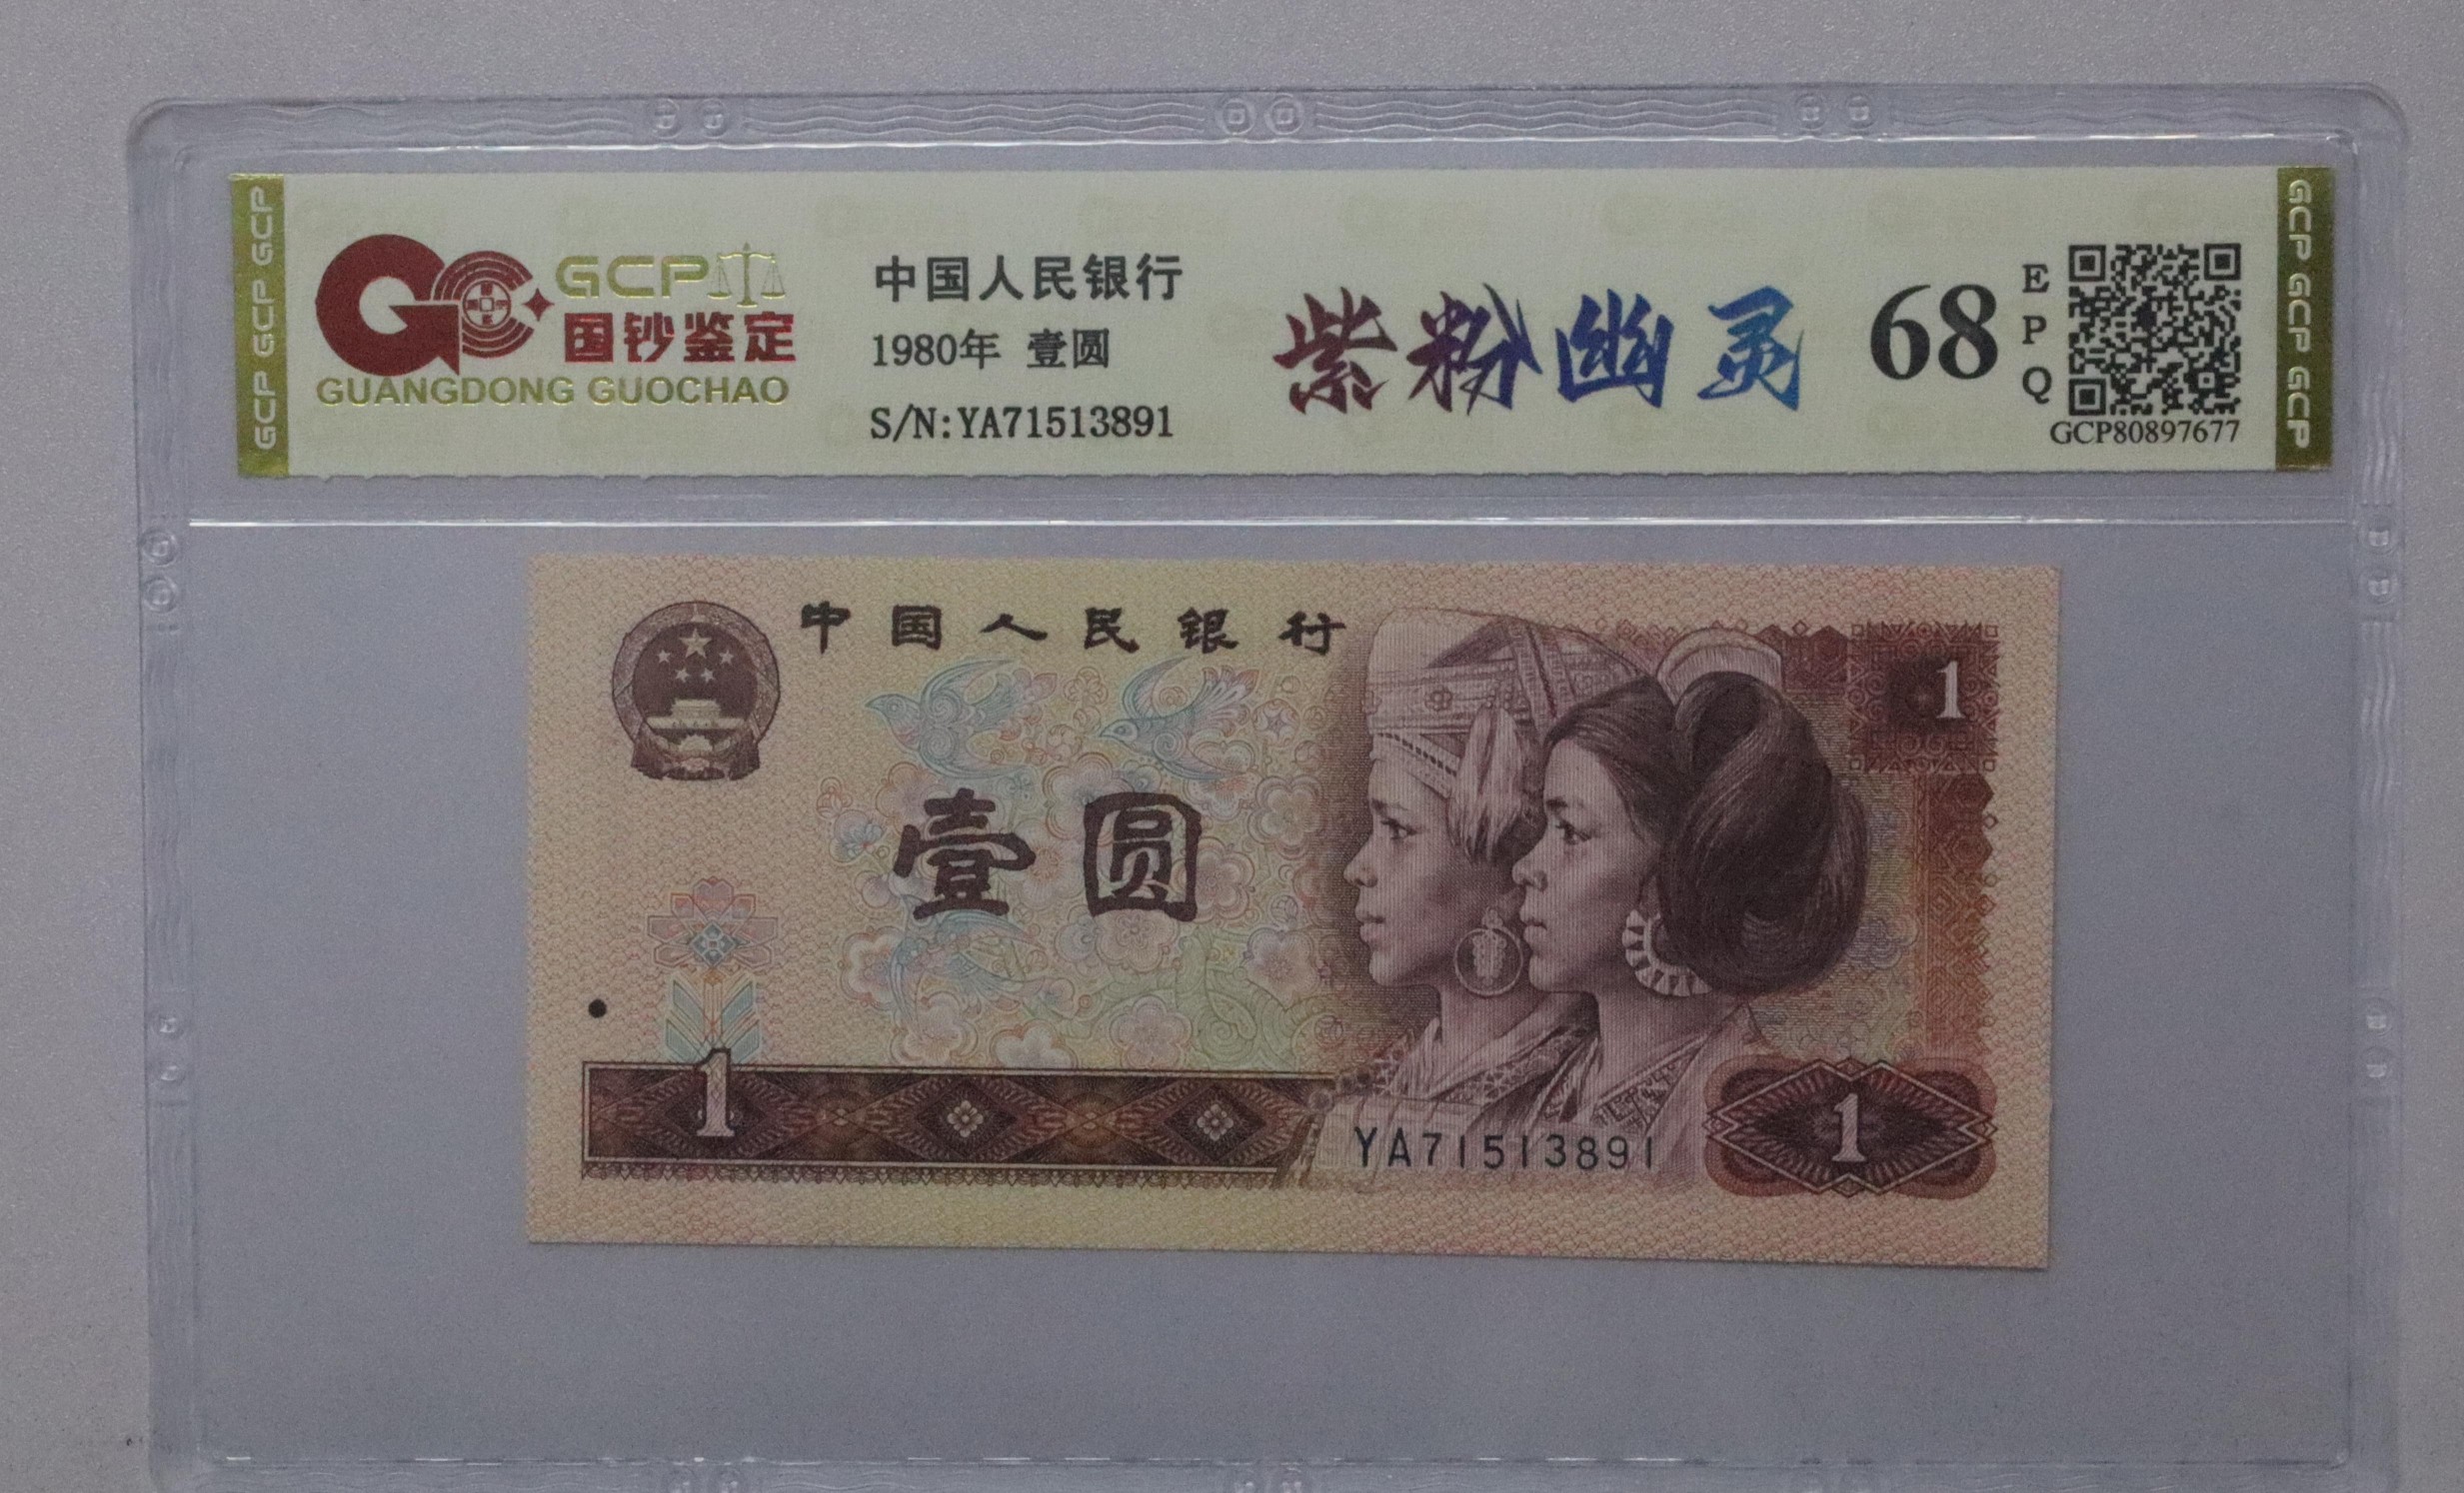 GCP GCP GCP
GCP
国钞鉴定
GUANGDONG GUOCHAO
中国人民银行
1980年 壹圆
S/N:YA71513891
紫粉幽灵
68
E
P
Q
GCP80897677
GCP GCP GCP
中国人民银行
1
壹圆
1
YA71513891
1